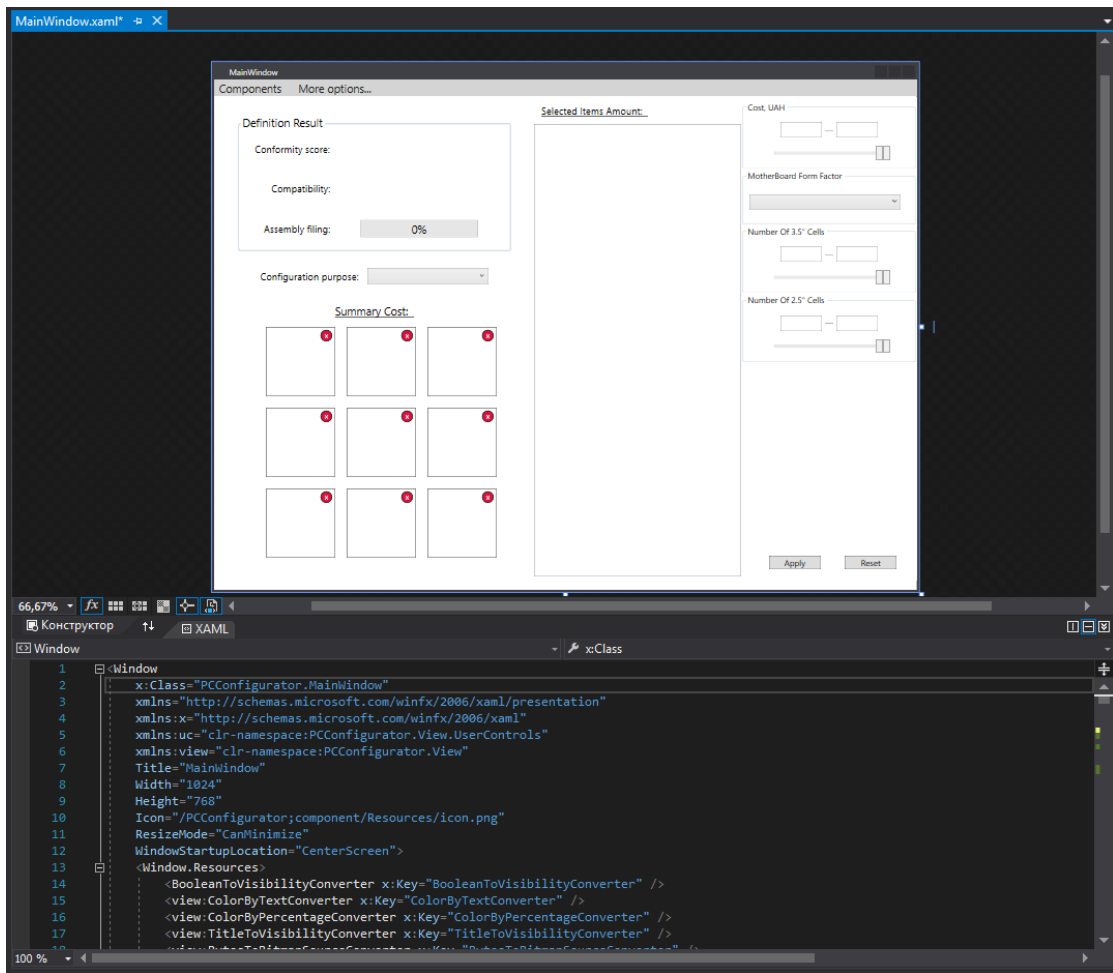 MainWindow.xaml*
MainWindow
Components More options...
Definition Result
Conformity score:
Compatibility:
Assembly filing: 0%
Configuration purpose:
Summary Cost:
x x x
x x x
x x x
Selected Items Amount:
Cost, UAH
—
MotherBoard Form Factor
Number Of 3.5'' Cells
—
Number Of 2.5'' Cells
—
Apply Reset
66,67% fx
Конструктор XAML
Window x:Class
1 <Window
2 x:Class="PCConfigurator.MainWindow"
3 xmlns="http://schemas.microsoft.com/winfx/2006/xaml/presentation"
4 xmlns:x="http://schemas.microsoft.com/winfx/2006/xaml"
5 xmlns:uc="clr-namespace:PCConfigurator.View.UserControls"
6 xmlns:view="clr-namespace:PCConfigurator.View"
7 Title="MainWindow"
8 Width="1024"
9 Height="768"
10 Icon="/PCConfigurator;component/Resources/icon.png"
11 ResizeMode="CanMinimize"
12 WindowStartupLocation="CenterScreen">
13 <Window.Resources>
14 <BooleanToVisibilityConverter x:Key="BooleanToVisibilityConverter" />
15 <view:ColorByTextConverter x:Key="ColorByTextConverter" />
16 <view:ColorByPercentageConverter x:Key="ColorByPercentageConverter" />
17 <view:TitleToVisibilityConverter x:Key="TitleToVisibilityConverter" />
100 %